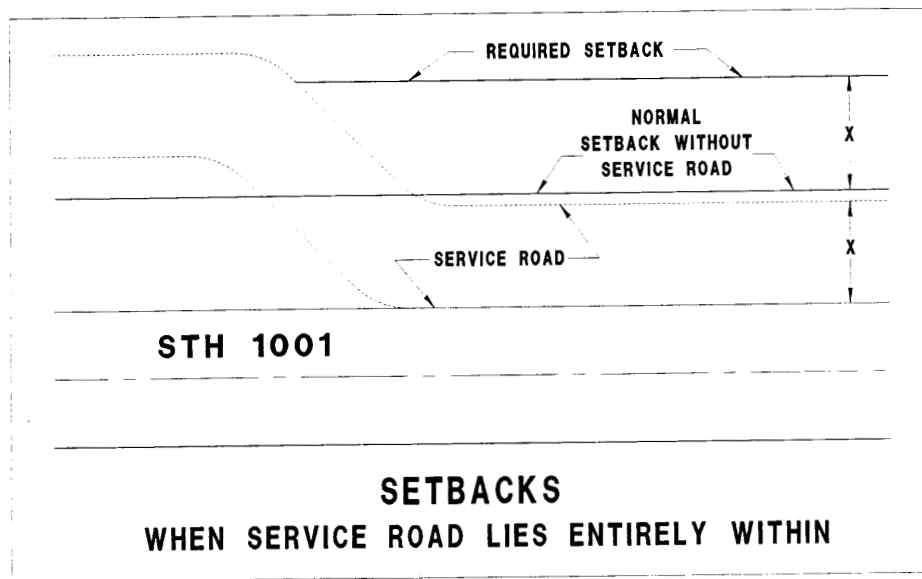 REQUIRED SETBACK
NORMAL
SETBACK WITHOUT
SERVICE ROAD
X
X
SERVICE ROAD
STH 1001
SETBACKS
WHEN SERVICE ROAD LIES ENTIRELY WITHIN